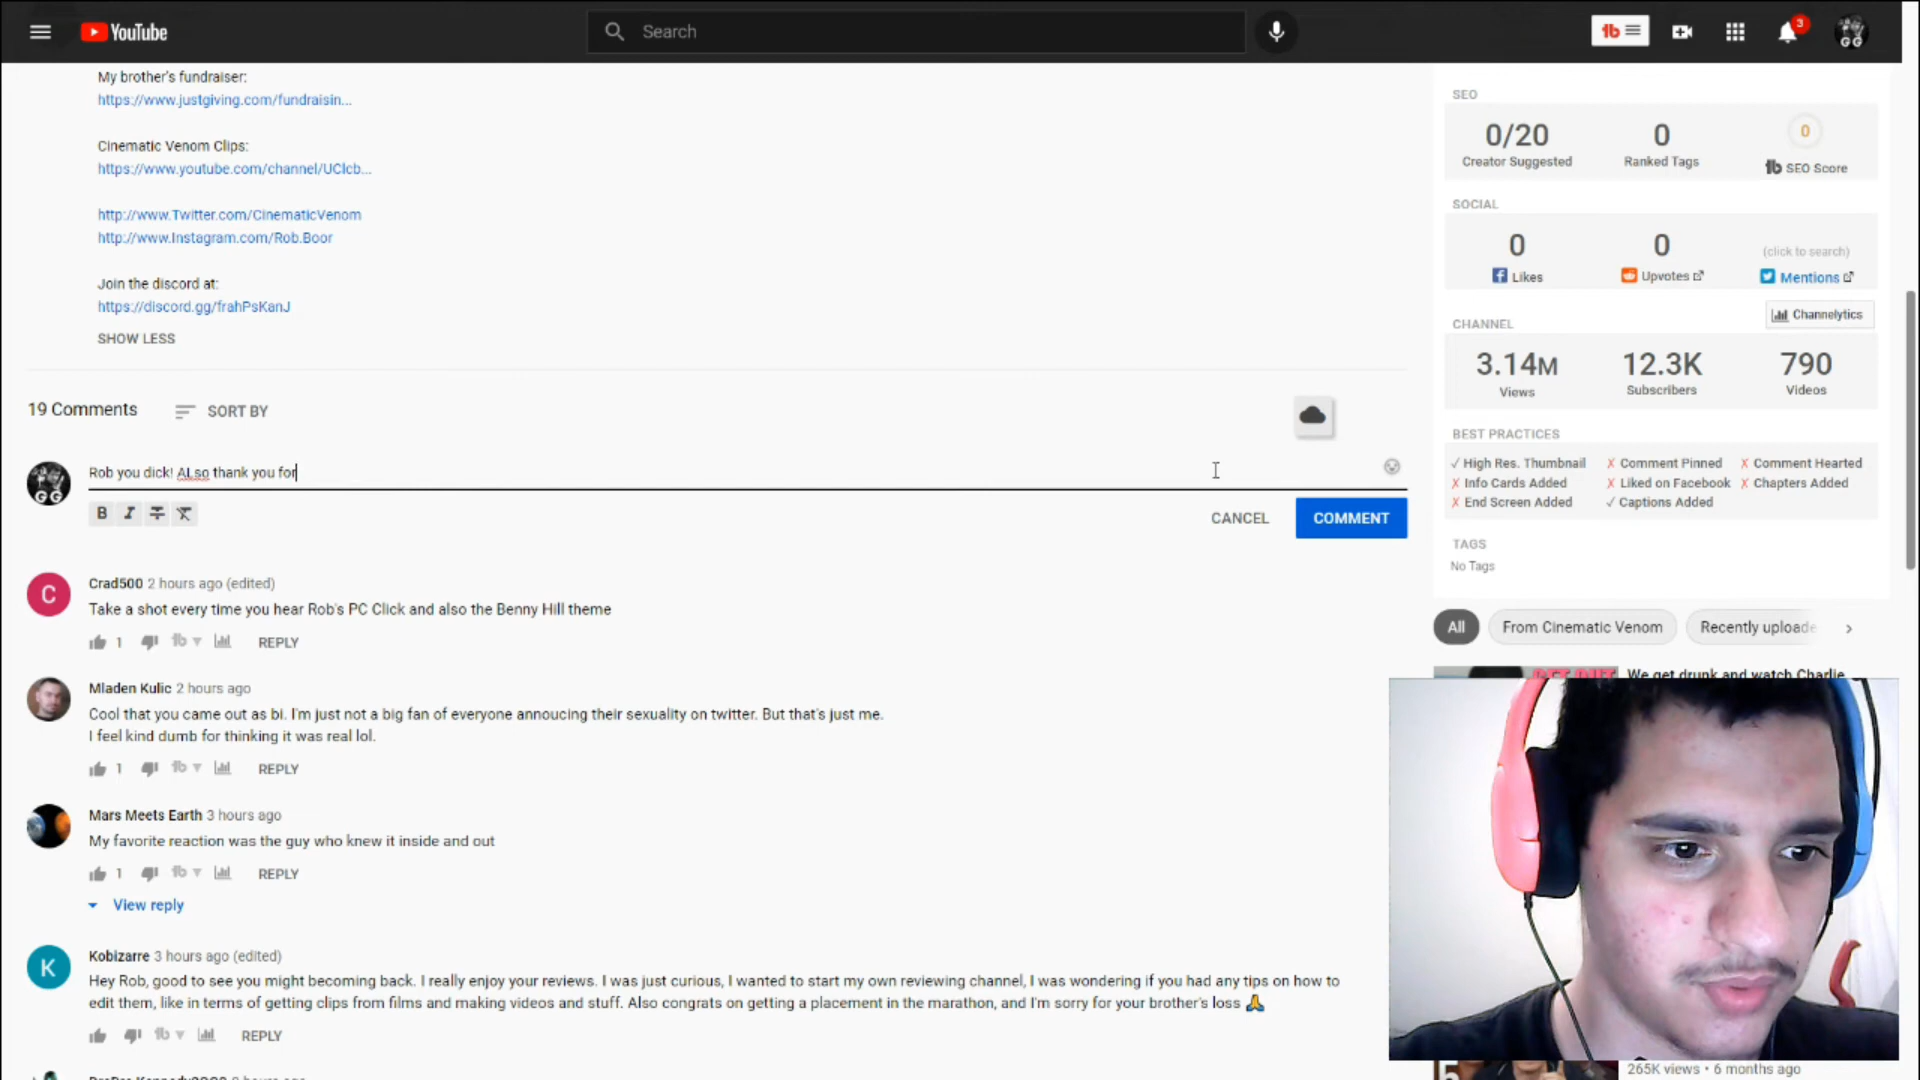 YouTube
Search
3
GG
My brother's fundraiser:
https://www.justgiving.com/fundraisin...
Cinematic Venom Clips:
https://www.youtube.com/channel/UClcb...
http://www.Twitter.com/CinematicVenom
http://www.Instagram.com/Rob.Boor
Join the discord at:
https://discord.gg/frahPsKanJ
SHOW LESS
19 Comments
SORT BY
Rob you dick! ALso thank you for
GG
B I
CANCEL
COMMENT
C
Crad500 2 hours ago (edited)
Take a shot every time you hear Rob's PC Click and also the Benny Hill theme
1
REPLY
Mladen Kulic 2 hours ago
Cool that you came out as bi. I'm just not a big fan of everyone annoucing their sexuality on twitter. But that's just me.
I feel kind dumb for thinking it was real lol.
1
REPLY
Mars Meets Earth 3 hours ago
My favorite reaction was the guy who knew it inside and out
1
REPLY
View reply
K
Kobizarre 3 hours ago (edited)
Hey Rob, good to see you might becoming back. I really enjoy your reviews. I was just curious, I wanted to start my own reviewing channel, I was wondering if you had any tips on how to
edit them, like in terms of getting clips from films and making videos and stuff. Also congrats on getting a placement in the marathon, and I'm sorry for your brother's loss 🙏
REPLY
SEO
0/20
Creator Suggested
0
Ranked Tags
0
SEO Score
SOCIAL
0
Likes
0
Upvotes
(click to search)
Mentions
CHANNEL
Channelytics
3.14M
Views
12.3K
Subscribers
790
Videos
BEST PRACTICES
✓ High Res. Thumbnail
✗ Comment Pinned
✗ Comment Hearted
✗ Info Cards Added
✗ Liked on Facebook
✗ Chapters Added
✗ End Screen Added
✓ Captions Added
TAGS
No Tags
All
From Cinematic Venom
Recently uploade
We get drunk and watch Charlie
265K views • 6 months ago